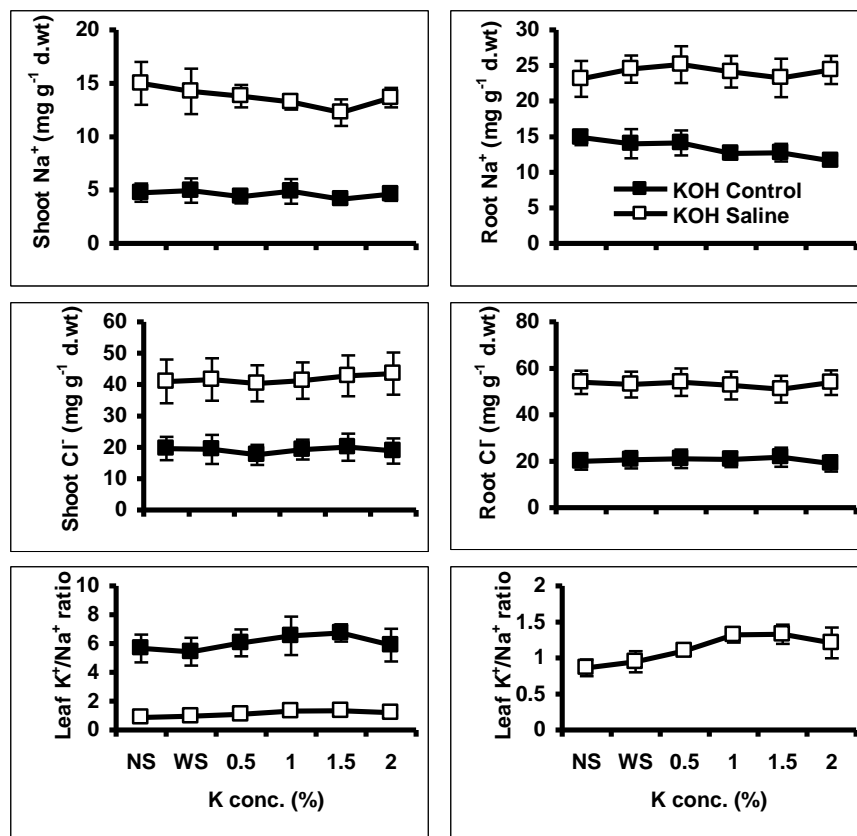 Shoot Na⁺ (mg g⁻¹ d.wt)
20
15
10
5
0
Root Na⁺ (mg g⁻¹ d.wt)
30
25
20
15
10
5
0
KOH Control
KOH Saline
Shoot Cl⁻ (mg g⁻¹ d.wt)
60
50
40
30
20
10
0
Root Cl⁻ (mg g⁻¹ d.wt)
80
60
40
20
0
Leaf K⁺/Na⁺ ratio
10
8
6
4
2
0
NS WS 0.5 1 1.5 2
K conc. (%)
Leaf K⁺/Na⁺ ratio
2
1.5
1
0.5
0
NS WS 0.5 1 1.5 2
K conc. (%)